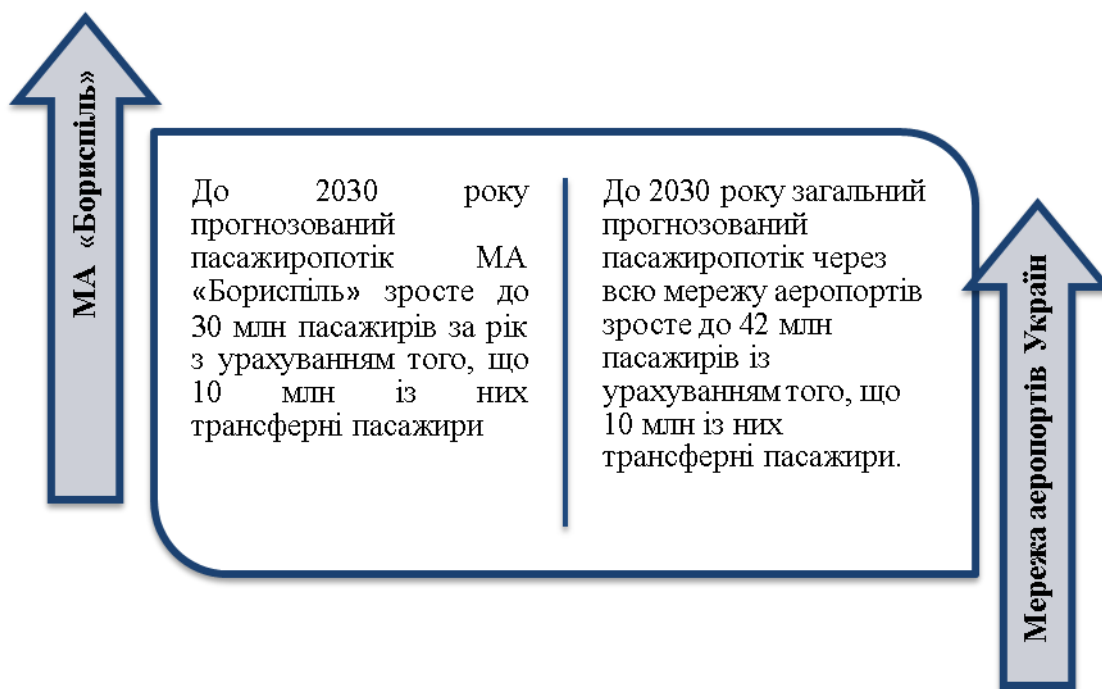 МА «Бориспіль»
До 2030 року
прогнозований
пасажиропотік МА
«Бориспіль» зросте до
30 млн пасажирів за рік
з урахуванням того, що
10 млн із них
трансферні пасажири
До 2030 року загальний
прогнозований
пасажиропотік через
всю мережу аеропортів
зросте до 42 млн
пасажирів із
урахуванням того, що
10 млн із них
трансферні пасажири.
Мережа аеропортів Україн